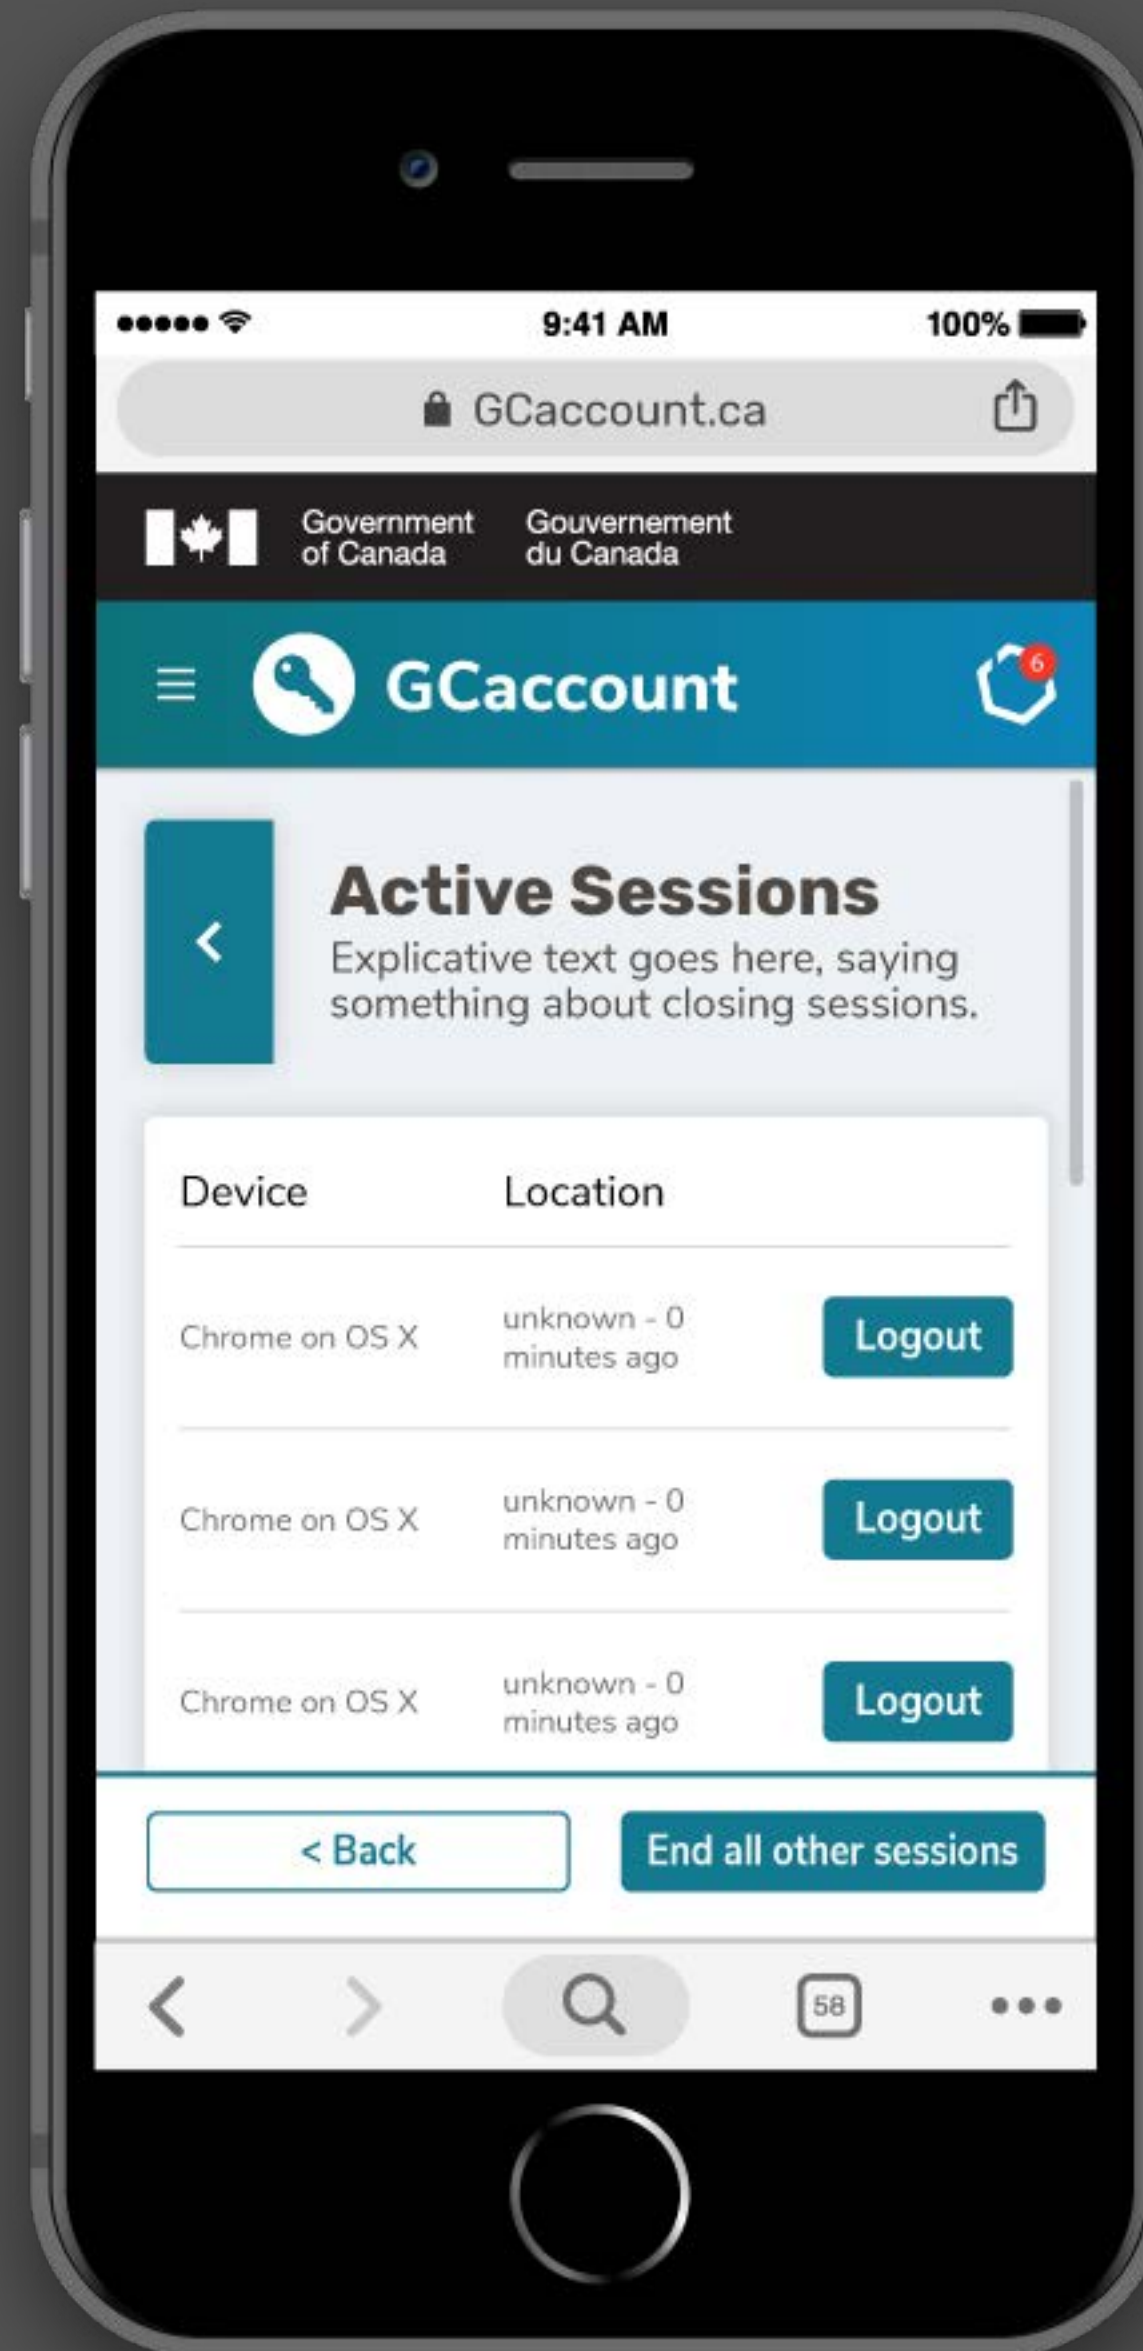 9:41 AM 100%
GCaccount.ca
Government Gouvernement
of Canada du Canada
GCaccount 6
Active Sessions
Explicative text goes here, saying
something about closing sessions.
Device Location
Chrome on OS X unknown - 0 minutes ago Logout
Chrome on OS X unknown - 0 minutes ago Logout
Chrome on OS X unknown - 0 minutes ago Logout
< Back End all other sessions
58